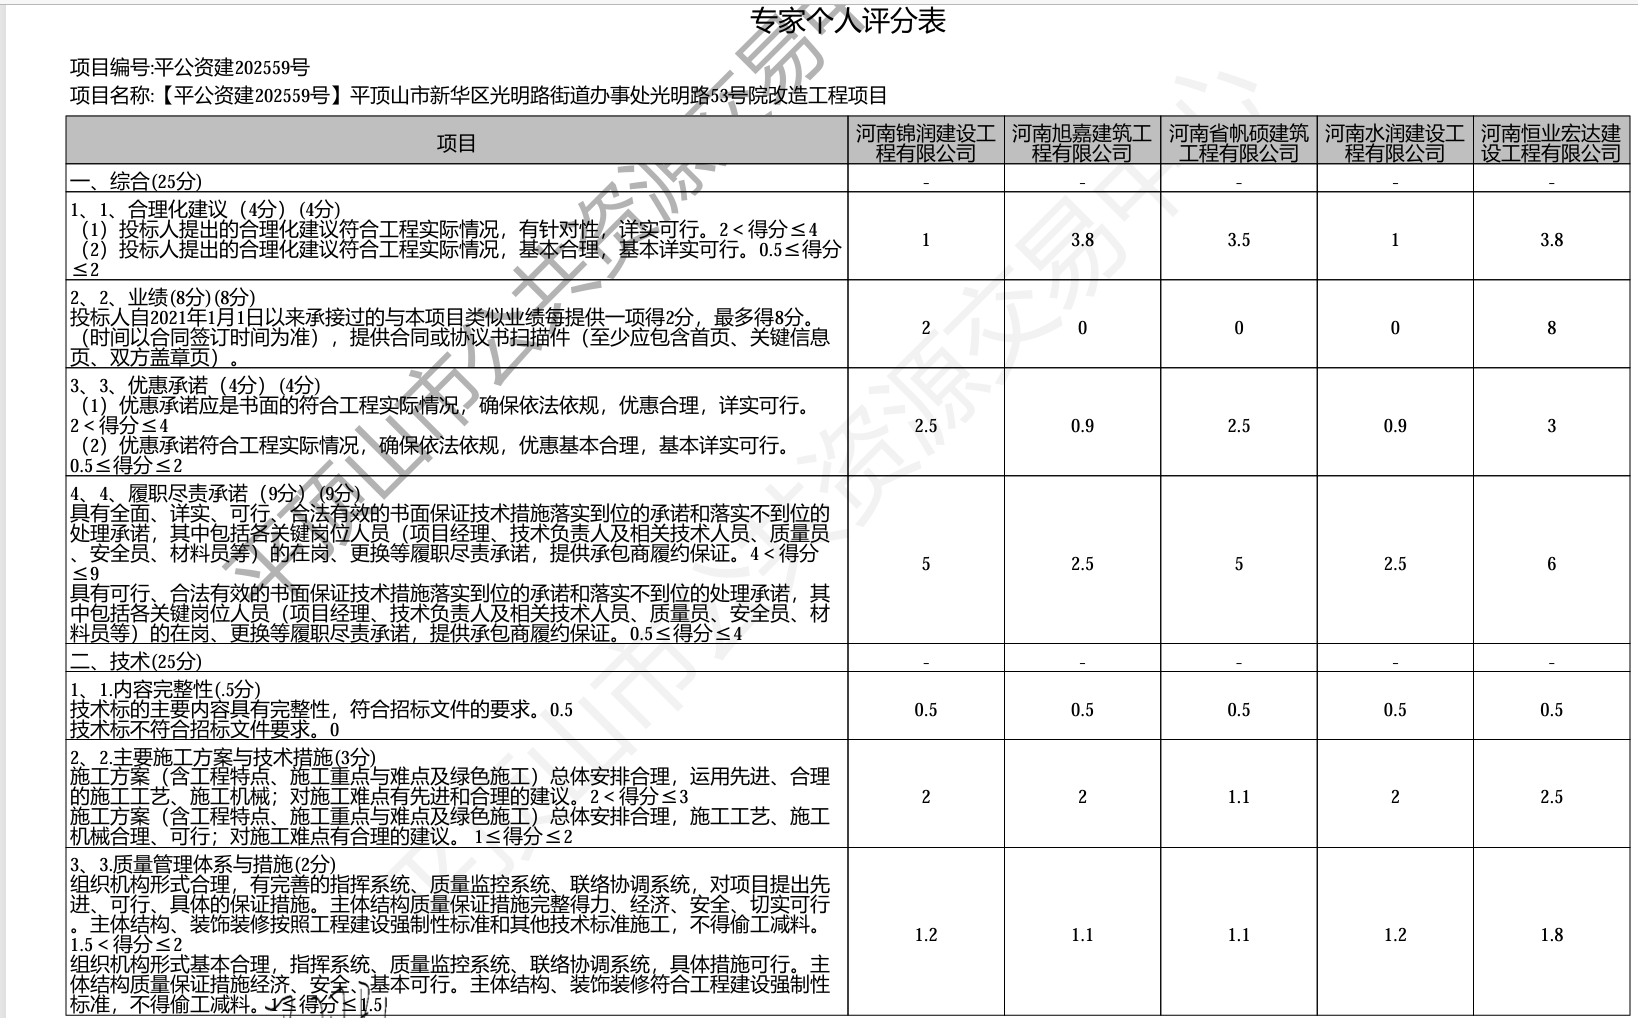 专家个人评分表
项目编号:平公资建202559号
项目名称:【平公资建202559号】平顶山市新华区光明路街道办事处光明路53号院改造工程项目
项目 河南锦润建设工程有限公司 河南旭嘉建筑工程有限公司 河南省帆硕建筑工程有限公司 河南水润建设工程有限公司 河南恒业宏达建设工程有限公司
一、综合(25分) - - - - -
1、1、合理化建议（4分）(4分)
（1）投标人提出的合理化建议符合工程实际情况，有针对性，详实可行。2＜得分≤4
（2）投标人提出的合理化建议符合工程实际情况，基本合理，基本详实可行。0.5≤得分
≤2
1 3.8 3.5 1 3.8
2、2、业绩(8分)(8分)
投标人自2021年1月1日以来承接过的与本项目类似业绩每提供一项得2分，最多得8分。
（时间以合同签订时间为准），提供合同或协议书扫描件（至少应包含首页、关键信息
页、双方盖章页）。
2 0 0 0 8
3、3、优惠承诺（4分）(4分)
（1）优惠承诺应是书面的符合工程实际情况，确保依法依规，优惠合理，详实可行。
2＜得分≤4
（2）优惠承诺符合工程实际情况，确保依法依规，优惠基本合理，基本详实可行。
0.5≤得分≤2
2.5 0.9 2.5 0.9 3
4、4、履职尽责承诺（9分）(9分)
具有全面、详实、可行、合法有效的书面保证技术措施落实到位的承诺和落实不到位的
处理承诺，其中包括各关键岗位人员（项目经理、技术负责人及相关技术人员、质量员
、安全员、材料员等）的在岗、更换等履职尽责承诺，提供承包商履约保证。4＜得分
≤9
具有可行、合法有效的书面保证技术措施落实到位的承诺和落实不到位的处理承诺，其
中包括各关键岗位人员（项目经理、技术负责人及相关技术人员、质量员、安全员、材
料员等）的在岗、更换等履职尽责承诺，提供承包商履约保证。0.5≤得分≤4
5 2.5 5 2.5 6
二、技术(25分) - - - - -
1、1.内容完整性(.5分)
技术标的主要内容具有完整性，符合招标文件的要求。0.5
技术标不符合招标文件要求。0
0.5 0.5 0.5 0.5 0.5
2、2.主要施工方案与技术措施(3分)
施工方案（含工程特点、施工重点与难点及绿色施工）总体安排合理，运用先进、合理
的施工工艺、施工机械；对施工难点有先进和合理的建议。2＜得分≤3
施工方案（含工程特点、施工重点与难点及绿色施工）总体安排合理，施工工艺、施工
机械合理、可行；对施工难点有合理的建议。 1≤得分≤2
2 2 1.1 2 2.5
3、3.质量管理体系与措施(2分)
组织机构形式合理，有完善的指挥系统、质量监控系统、联络协调系统，对项目提出先
进、可行、具体的保证措施。主体结构质量保证措施完整得力、经济、安全、切实可行
。主体结构、装饰装修按照工程建设强制性标准和其他技术标准施工，不得偷工减料。
1.5＜得分≤2
组织机构形式基本合理，指挥系统、质量监控系统、联络协调系统，具体措施可行。主
体结构质量保证措施经济、安全、基本可行。主体结构、装饰装修符合工程建设强制性
标准，不得偷工减料。1≤得分≤1.5
1.2 1.1 1.1 1.2 1.8
平顶山市公共资源交易中
平顶山市公共资源交易中心